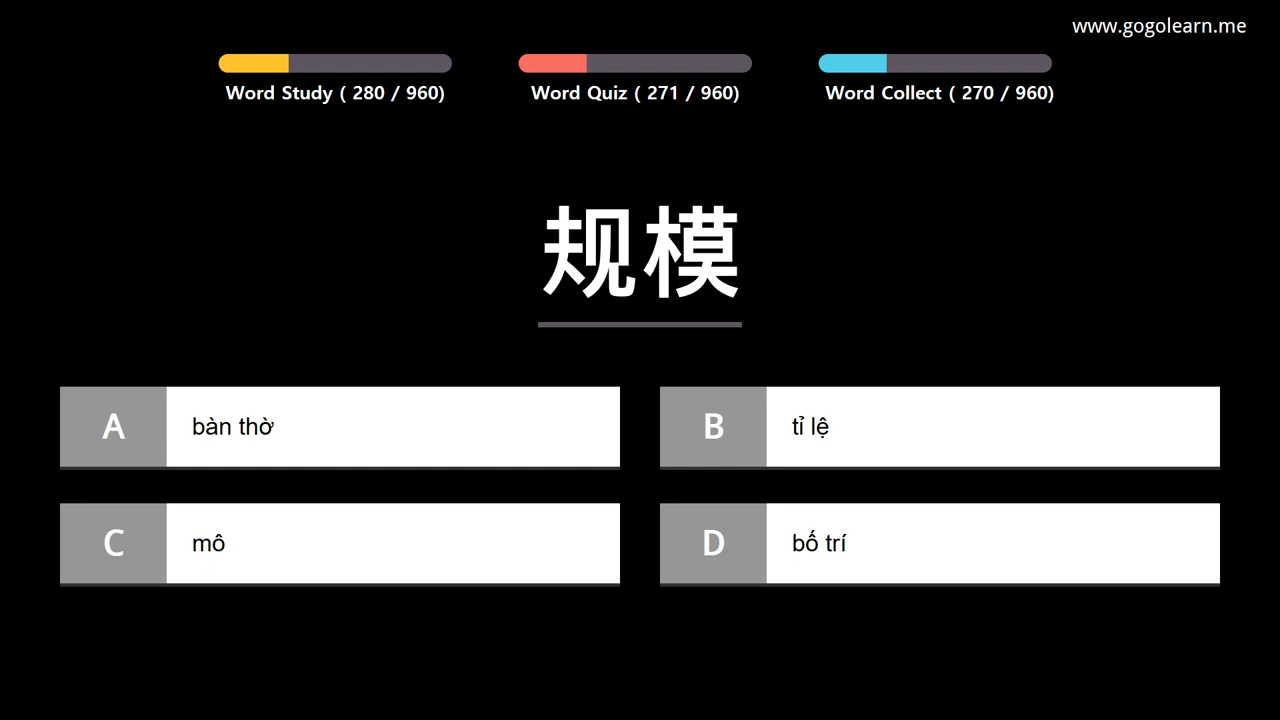 www.gogolearn.me
Word Study ( 280 / 960)
Word Quiz ( 271 / 960)
Word Collect ( 270 / 960)
规模
A bàn thờ
B tỉ lệ
C mô
D bố trí